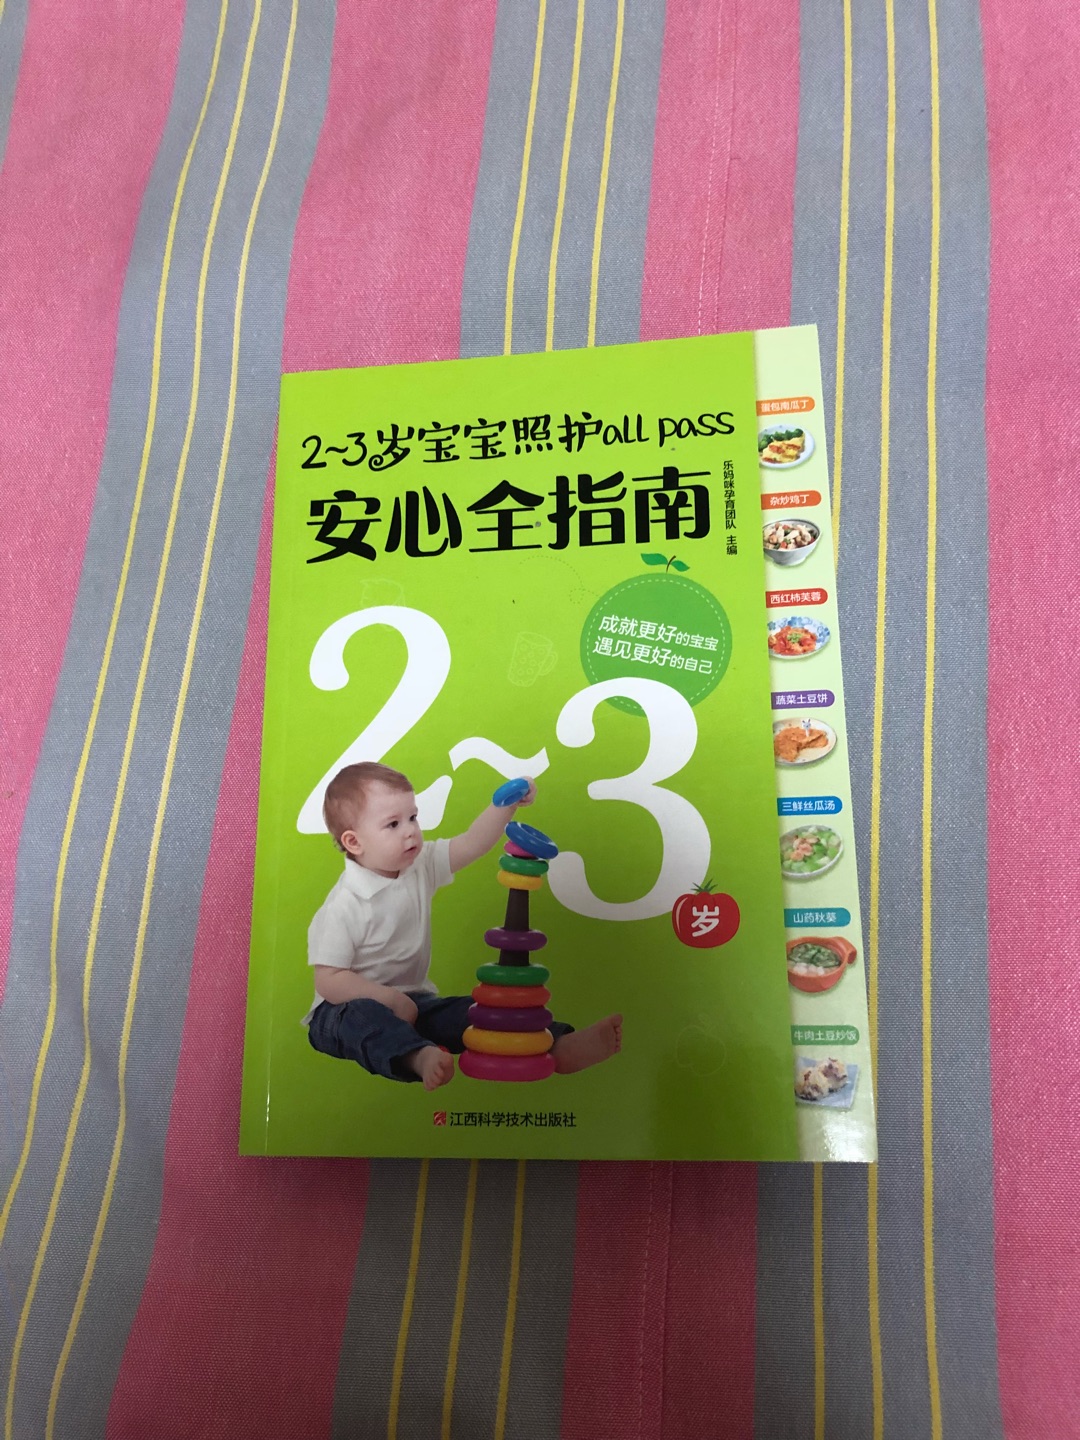 2~3岁宝宝照护all pass
安心全指南
乐妈咪孕育团队 主编
成就更好的宝宝
遇见更好的自己
2~3
岁
江西科学技术出版社
蛋包南瓜丁
杂炒鸡丁
西红柿芙蓉
蔬菜土豆饼
三鲜丝瓜汤
山药秋葵
牛肉土豆炒饭